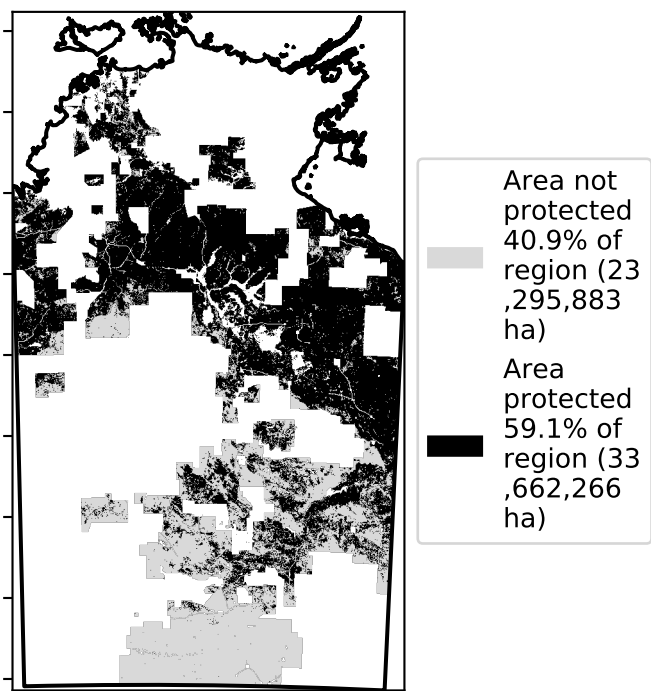 Area not
protected
40.9% of
region (23
,295,883
ha)
Area
protected
59.1% of
region (33
,662,266
ha)